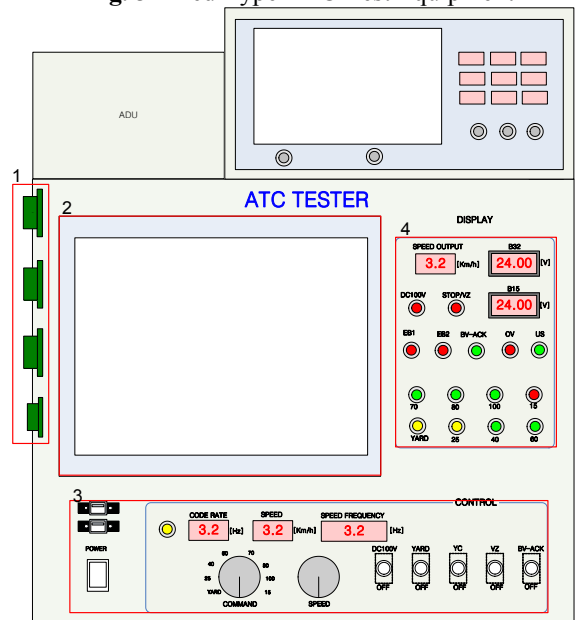 ADU
1
ATC TESTER
2
DISPLAY
4
SPEED OUTPUT
B32
3.2 [Km/h] 24.00 [V]
B15
DC100V STOP/VZ 24.00 [V]
EB1 EB2 BV-ACK OV US
70 80 100 15
YARD 25 40 60
3
CONTROL
CODE RATE SPEED SPEED FREQUENCY
3.2 [Hz] 3.2 [Km/h] 3.2 [Hz]
POWER
60 70
40 80
25 100
YARD 15
COMMAND
SPEED
DC100V YARD YC VZ BV-ACK
OFF OFF OFF OFF OFF